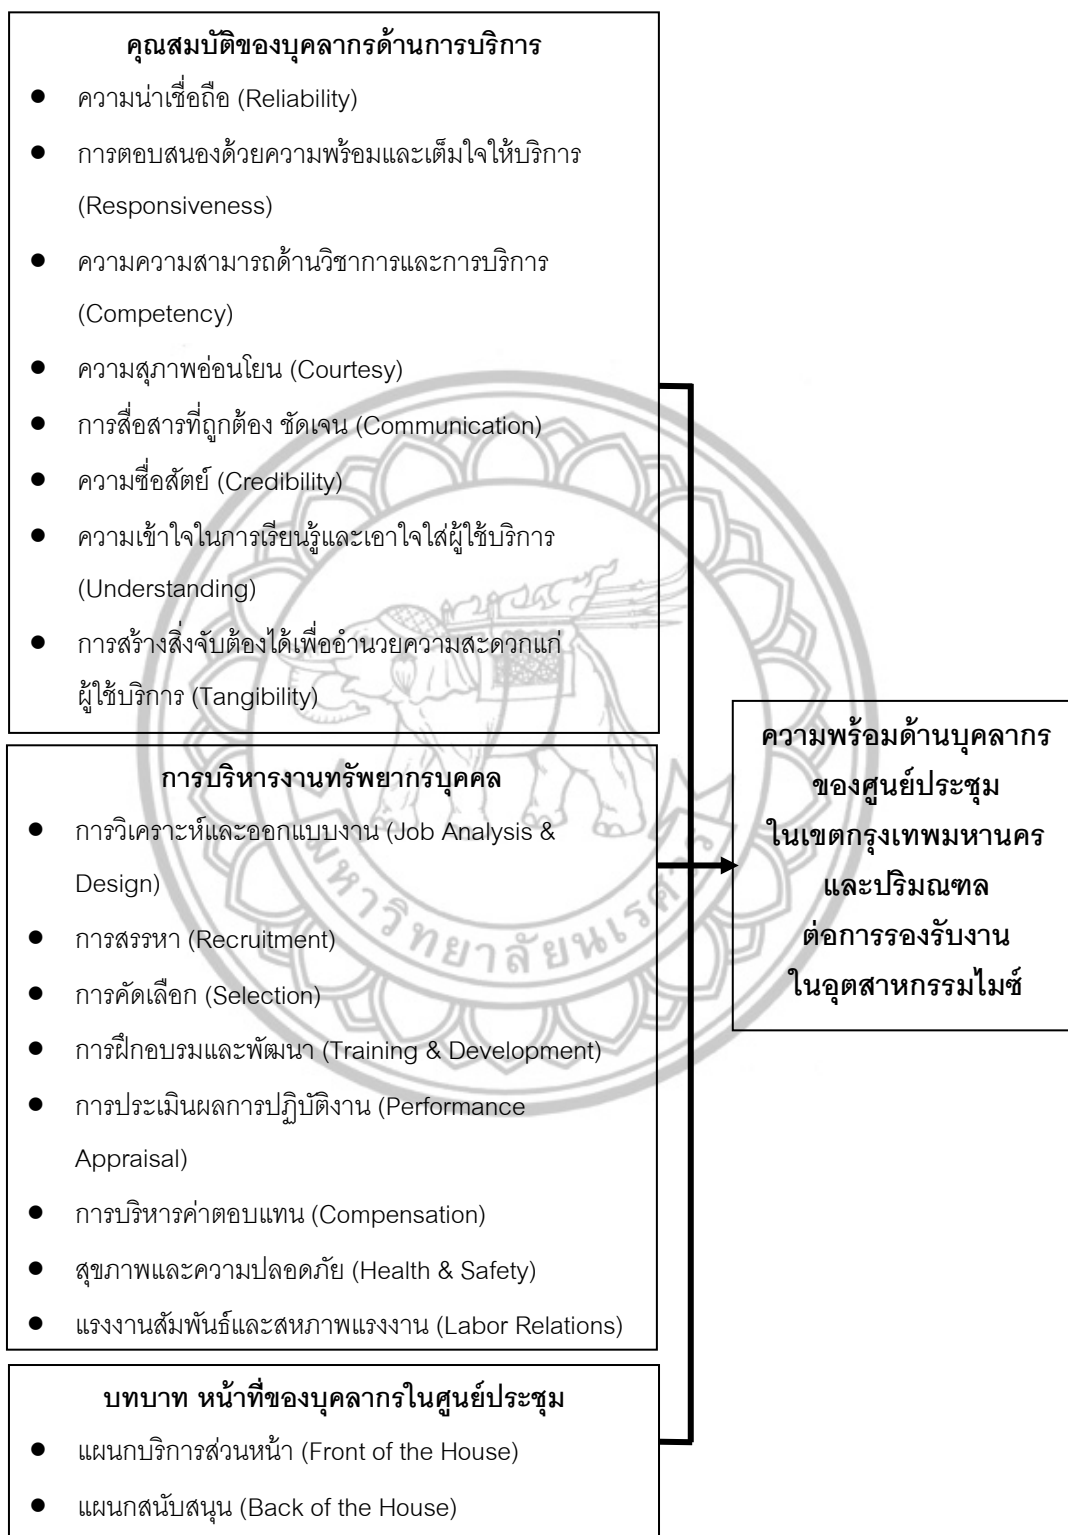 คุณสมบัติของบุคลากรด้านการบริการ
● ความน่าเชื่อถือ (Reliability)
● การตอบสนองด้วยความพร้อมและเต็มใจให้บริการ
(Responsiveness)
● ความความสามารถด้านวิชาการและการบริการ
(Competency)
● ความสุภาพอ่อนโยน (Courtesy)
● การสื่อสารที่ถูกต้อง ชัดเจน (Communication)
● ความซื่อสัตย์ (Credibility)
● ความเข้าใจในการเรียนรู้และเอาใจใส่ผู้ใช้บริการ
(Understanding)
● การสร้างสิ่งจับต้องได้เพื่ออำนวยความสะดวกแก่
ผู้ใช้บริการ (Tangibility)
การบริหารงานทรัพยากรบุคคล
● การวิเคราะห์และออกแบบงาน (Job Analysis &
Design)
● การสรรหา (Recruitment)
● การคัดเลือก (Selection)
● การฝึกอบรมและพัฒนา (Training & Development)
● การประเมินผลการปฏิบัติงาน (Performance
Appraisal)
● การบริหารค่าตอบแทน (Compensation)
● สุขภาพและความปลอดภัย (Health & Safety)
● แรงงานสัมพันธ์และสหภาพแรงงาน (Labor Relations)
บทบาท หน้าที่ของบุคลากรในศูนย์ประชุม
● แผนกบริการส่วนหน้า (Front of the House)
● แผนกสนับสนุน (Back of the House)
ความพร้อมด้านบุคลากร
ของศูนย์ประชุม
ในเขตกรุงเทพมหานคร
และปริมณฑล
ต่อการรองรับงาน
ในอุตสาหกรรมไมซ์
มหาวิทยาลัยนเรศวร